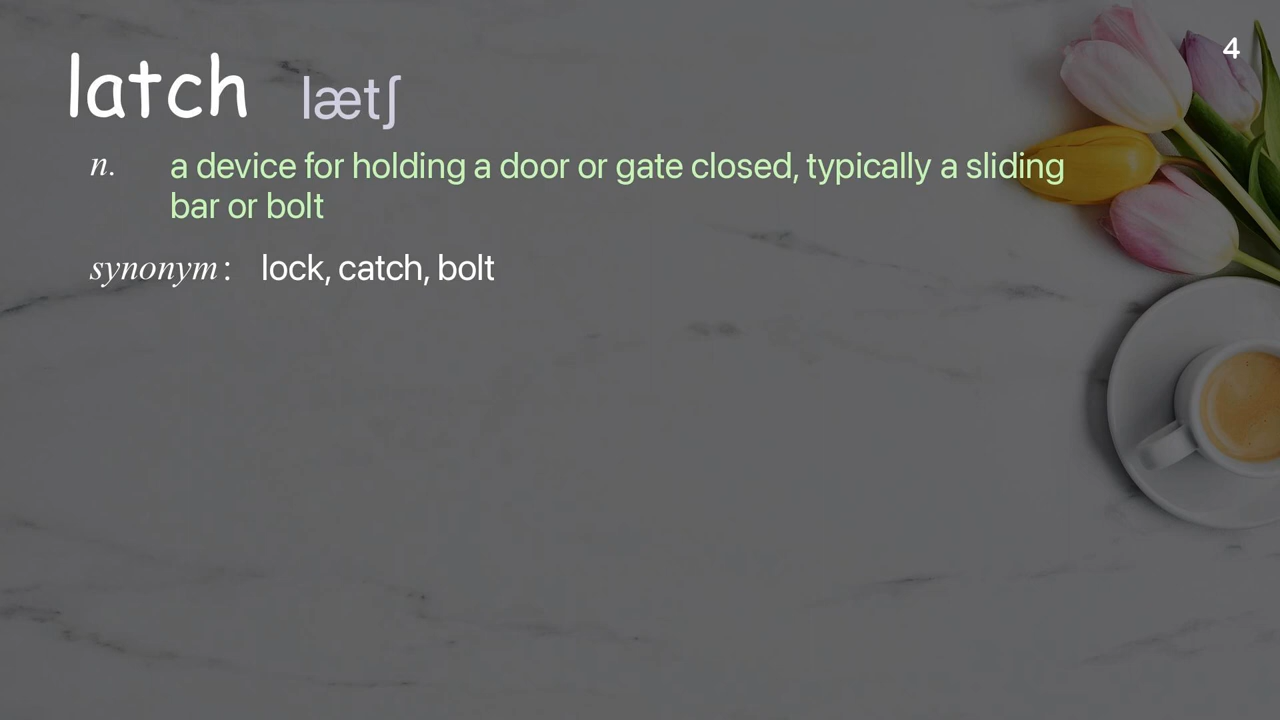 4
latch lætʃ
n. a device for holding a door or gate closed, typically a sliding
bar or bolt
synonym: lock, catch, bolt